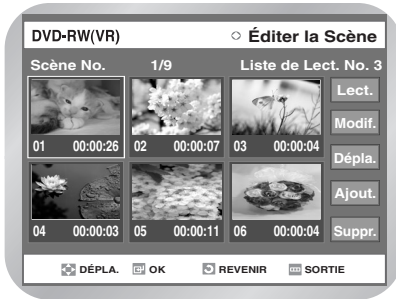 DVD-RW(VR) Éditer la Scène
Scène No. 1/9 Liste de Lect. No. 3
Lect.
01 00:00:26 02 00:00:07 03 00:00:04
Modif.
Dépla.
Ajout.
04 00:00:03 05 00:00:11 06 00:00:04
Suppr.
DÉPLA. OK REVENIR SORTIE